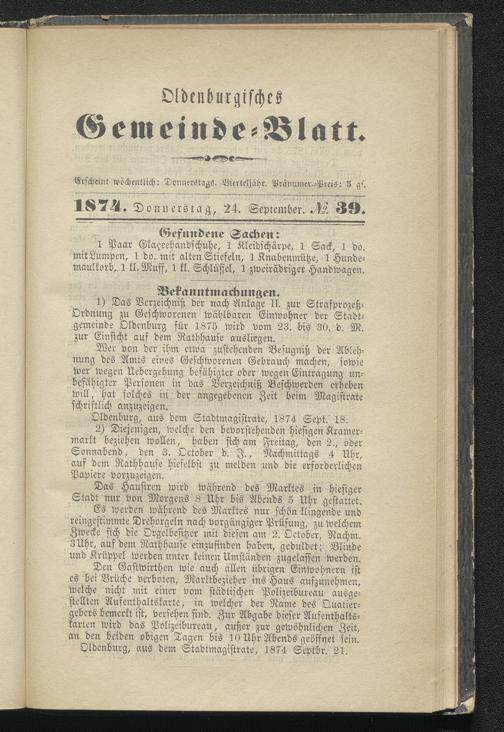 Oldenburgisches
Gemeinde-Blatt.
Erscheint wöchentlich: Donnerstags. Vierteljähr. Pränumer.-Preis: 3 gs.
1874. Donnerstag, 24. September. № 39.
Gefundene Sachen:
1 Paar Glaceehandschuhe, 1 Kleidschärpe, 1 Sack, 1 do.
mit Lumpen, 1 do. mit alten Stiefeln, 1 Knabenmütze, 1 Hunde-
maulkorb, 1 kl. Muff, 1 kl. Schlüssel, 1 zweirädriger Handwagen.
Bekanntmachungen.
1) Das Verzeichniß der nach Anlage II. zur Strafprozeß-
Ordnung zu Geschworenen wählbaren Einwohner der Stadt-
gemeinde Oldenburg für 1875 wird vom 23. bis 30. d. M.
zur Einsicht auf dem Rathhause ausliegen.
Wer von der ihm etwa zustehenden Befugniß der Ableh-
nung des Amts eines Geschworenen Gebrauch machen, sowie
wer wegen Uebergehung befähigter oder wegen Eintragung un-
befähigter Personen in das Verzeichniß Beschwerden erheben
will, hat solches in der angegebenen Zeit beim Magistrate
schriftlich anzuzeigen.
Oldenburg, aus dem Stadtmagistrate, 1874 Sept. 18.
2) Diejenigen, welche den bevorstehenden hiesigen Kramer-
markt beziehen wollen, haben sich am Freitag, den 2., oder
Sonnabend, den 3. October d. J., Nachmittags 4 Uhr,
auf dem Rathhause hieselbst zu melden und die erforderlichen
Papiere vorzuzeigen.
Das Hausiren wird während des Marktes in hiesiger
Stadt nur von Morgens 8 Uhr bis Abends 5 Uhr gestattet.
Es werden während des Marktes nur schön klingende und
reingestimmte Drehorgeln nach vorgängiger Prüfung, zu welchem
Zwecke sich die Orgelbesitzer mit diesen am 2. October, Nachm.
3 Uhr, auf dem Rathhause einzufinden haben, geduldet; Blinde
und Krüppel werden unter keinen Umständen zugelassen werden.
Den Gastwirthen wie auch allen übrigen Einwohnern ist
es bei Brüche verboten, Marktbezieher ins Haus aufzunehmen,
welche nicht mit einer vom städtischen Polizeibureau ausge-
stellten Aufenthaltskarte, in welcher der Name des Quatier-
gebers bemerkt ist, versehen sind. Zur Abgabe dieser Aufenthalts-
karten wird das Polizeibureau, außer zur gewöhnlichen Zeit,
an den beiden obigen Tagen bis 10 Uhr Abends geöffnet sein.
Oldenburg, aus dem Stadtmagistrate, 1874 Septbr. 21.